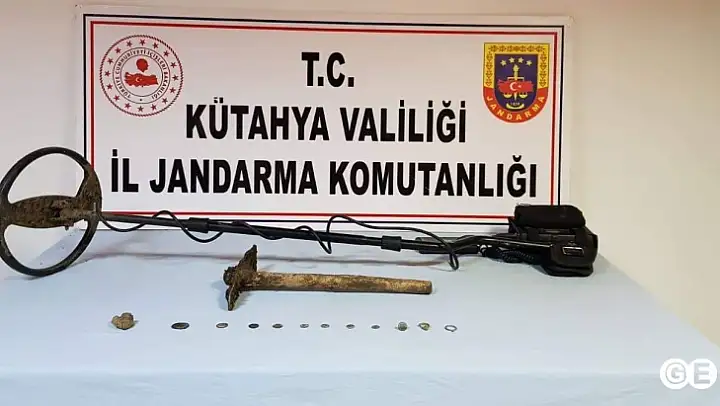 T.C.
KÜTAHYA VALİLİĞİ
İL JANDARMA KOMUTANLIĞI
JANDARMA
GE